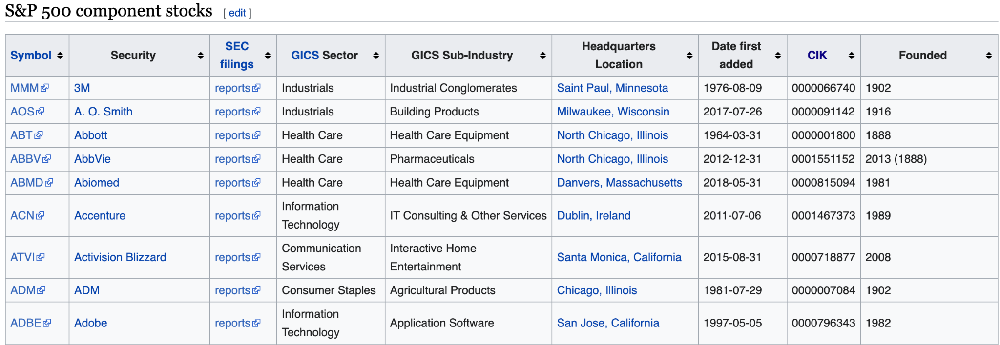 S&P 500 component stocks [ edit ]
Symbol Security SEC filings GICS Sector GICS Sub-Industry Headquarters Location Date first added CIK Founded
MMM 3M reports Industrials Industrial Conglomerates Saint Paul, Minnesota 1976-08-09 0000066740 1902
AOS A. O. Smith reports Industrials Building Products Milwaukee, Wisconsin 2017-07-26 0000091142 1916
ABT Abbott reports Health Care Health Care Equipment North Chicago, Illinois 1964-03-31 0000001800 1888
ABBV AbbVie reports Health Care Pharmaceuticals North Chicago, Illinois 2012-12-31 0001551152 2013 (1888)
ABMD Abiomed reports Health Care Health Care Equipment Danvers, Massachusetts 2018-05-31 0000815094 1981
ACN Accenture reports Information Technology IT Consulting & Other Services Dublin, Ireland 2011-07-06 0001467373 1989
ATVI Activision Blizzard reports Communication Services Interactive Home Entertainment Santa Monica, California 2015-08-31 0000718877 2008
ADM ADM reports Consumer Staples Agricultural Products Chicago, Illinois 1981-07-29 0000007084 1902
ADBE Adobe reports Information Technology Application Software San Jose, California 1997-05-05 0000796343 1982